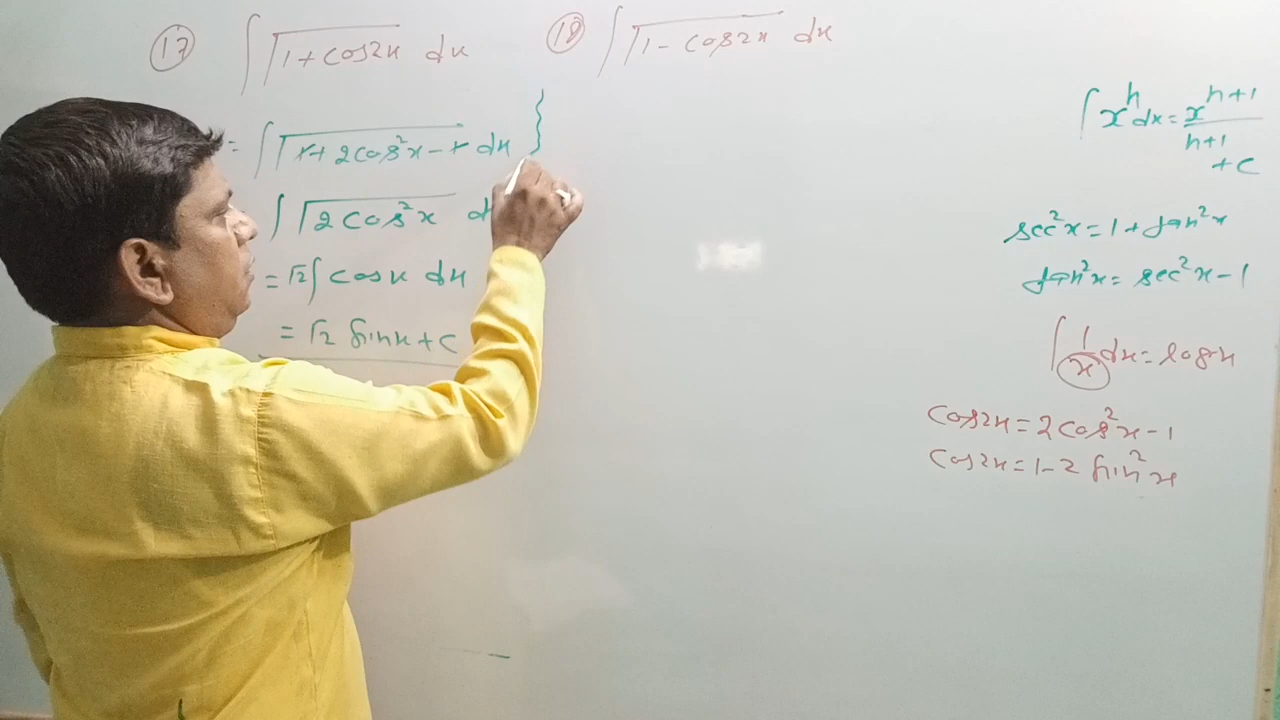 (17) ∫√(1+cos2x) dx
= ∫√(1+2cos²x-1) dx
∫√(2cos²x) d
= √2∫cosx dx
= √2 sinx+c
(18) ∫√(1-cos2x) dx
∫xⁿdx = xⁿ⁺¹/n+1
+c
sec²x=1+tan²x
tan²x=sec²x-1
∫1/x dx=logx
cos2x=2cos²x-1
cos2x=1-2sin²x